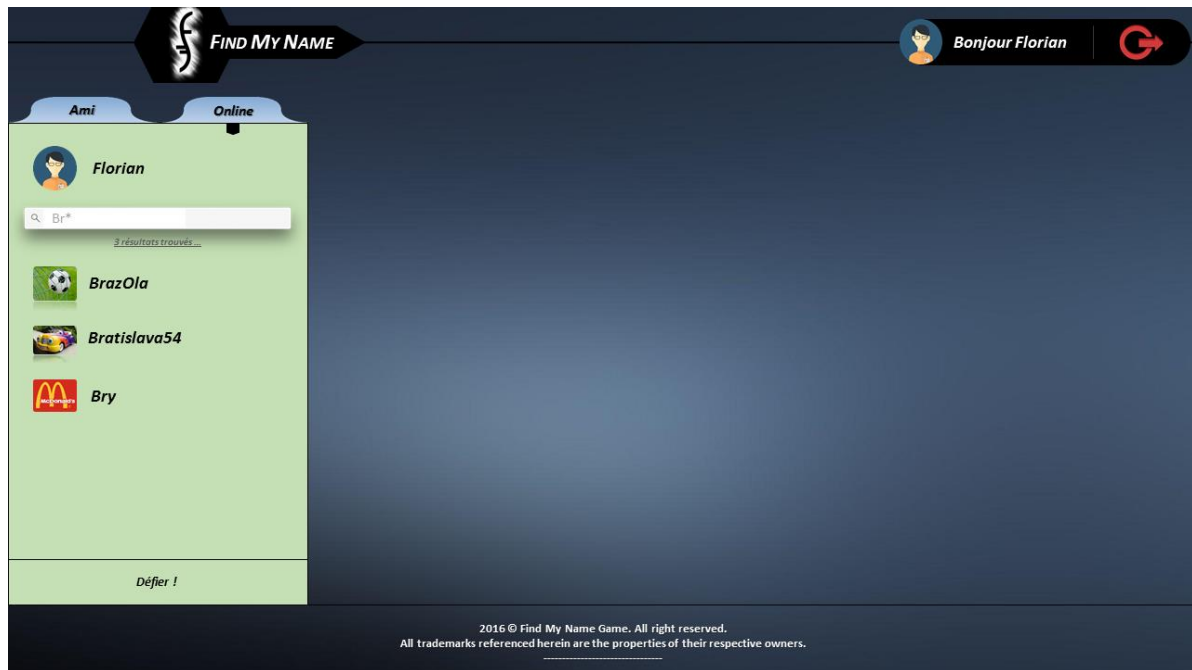 FIND MY NAME
Bonjour Florian
Ami
Online
Florian
Br*
3 résultats trouvés ...
BrazOla
Bratislava54
McDonald's
Bry
Défier !
2016 © Find My Name Game. All right reserved.
All trademarks referenced herein are the properties of their respective owners.
--------------------------------